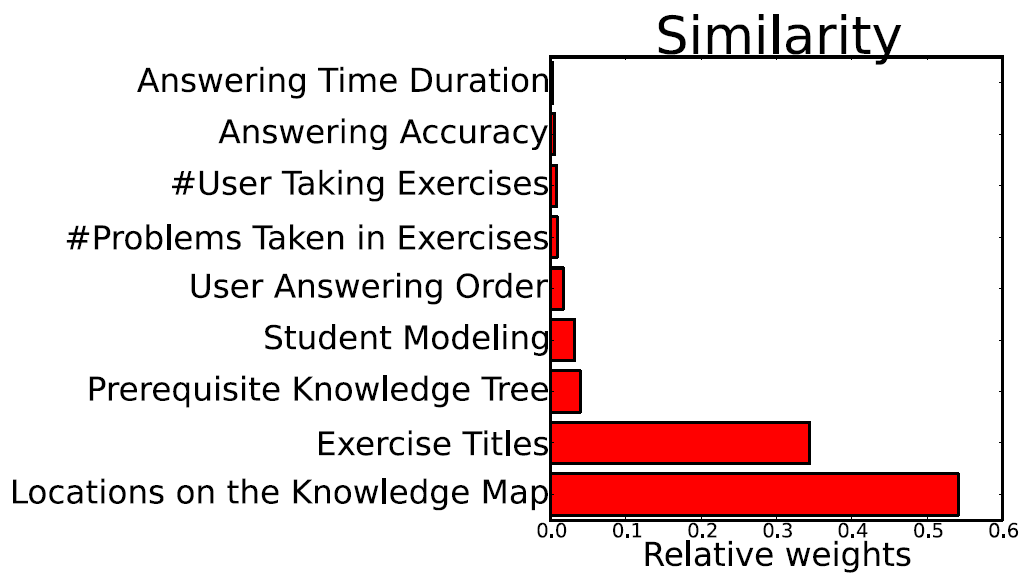 Similarity
Answering Time Duration
Answering Accuracy
#User Taking Exercises
#Problems Taken in Exercises
User Answering Order
Student Modeling
Prerequisite Knowledge Tree
Exercise Titles
Locations on the Knowledge Map
0.0 0.1 0.2 0.3 0.4 0.5 0.6
Relative weights